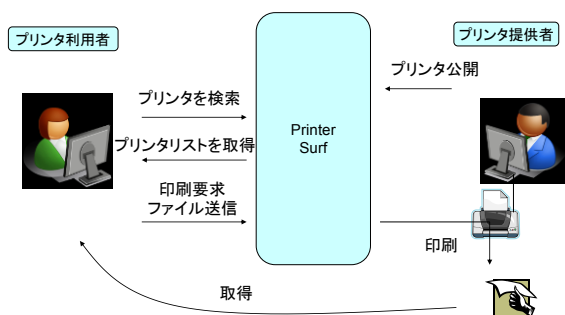 プリンタ利用者
プリンタ提供者
プリンタ公開
プリンタを検索
プリンタリストを取得
Printer
Surf
印刷要求
ファイル送信
印刷
取得